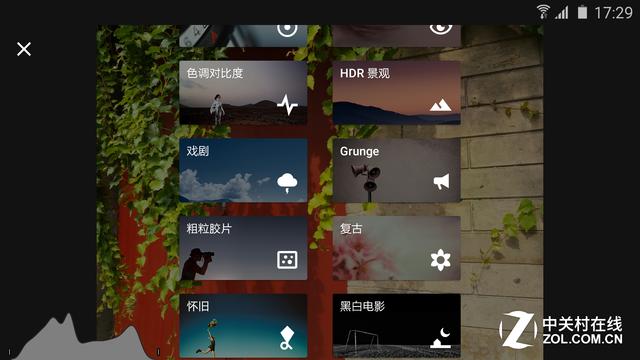 17:29
色调对比度
HDR 景观
戏剧
Grunge
粗粒胶片
复古
怀旧
黑白电影
中关村在线
ZOL.COM.CN